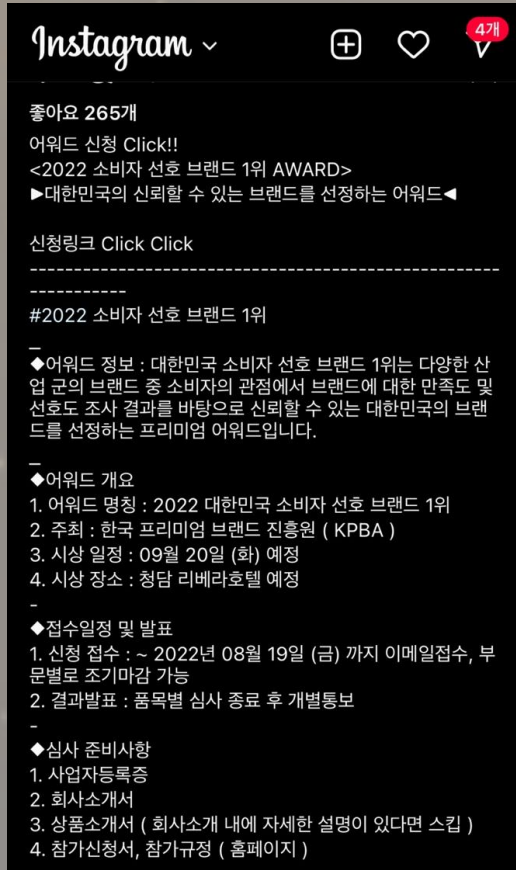 Instagram
4개
좋아요 265개
어워드 신청 Click!!
<2022 소비자 선호 브랜드 1위 AWARD>
▶대한민국의 신뢰할 수 있는 브랜드를 선정하는 어워드◀
신청링크 Click Click
-----------------------------------------------------
-----------
#2022 소비자 선호 브랜드 1위
_
◆어워드 정보 : 대한민국 소비자 선호 브랜드 1위는 다양한 산
업 군의 브랜드 중 소비자의 관점에서 브랜드에 대한 만족도 및
선호도 조사 결과를 바탕으로 신뢰할 수 있는 대한민국의 브랜
드를 선정하는 프리미엄 어워드입니다.
_
◆어워드 개요
1. 어워드 명칭 : 2022 대한민국 소비자 선호 브랜드 1위
2. 주최 : 한국 프리미엄 브랜드 진흥원 ( KPBA )
3. 시상 일정 : 09월 20일 (화) 예정
4. 시상 장소 : 청담 리베라호텔 예정
-
◆접수일정 및 발표
1. 신청 접수 : ~ 2022년 08월 19일 (금) 까지 이메일접수, 부
문별로 조기마감 가능
2. 결과발표 : 품목별 심사 종료 후 개별통보
-
◆심사 준비사항
1. 사업자등록증
2. 회사소개서
3. 상품소개서 ( 회사소개 내에 자세한 설명이 있다면 스킵 )
4. 참가신청서, 참가규정 ( 홈페이지 )